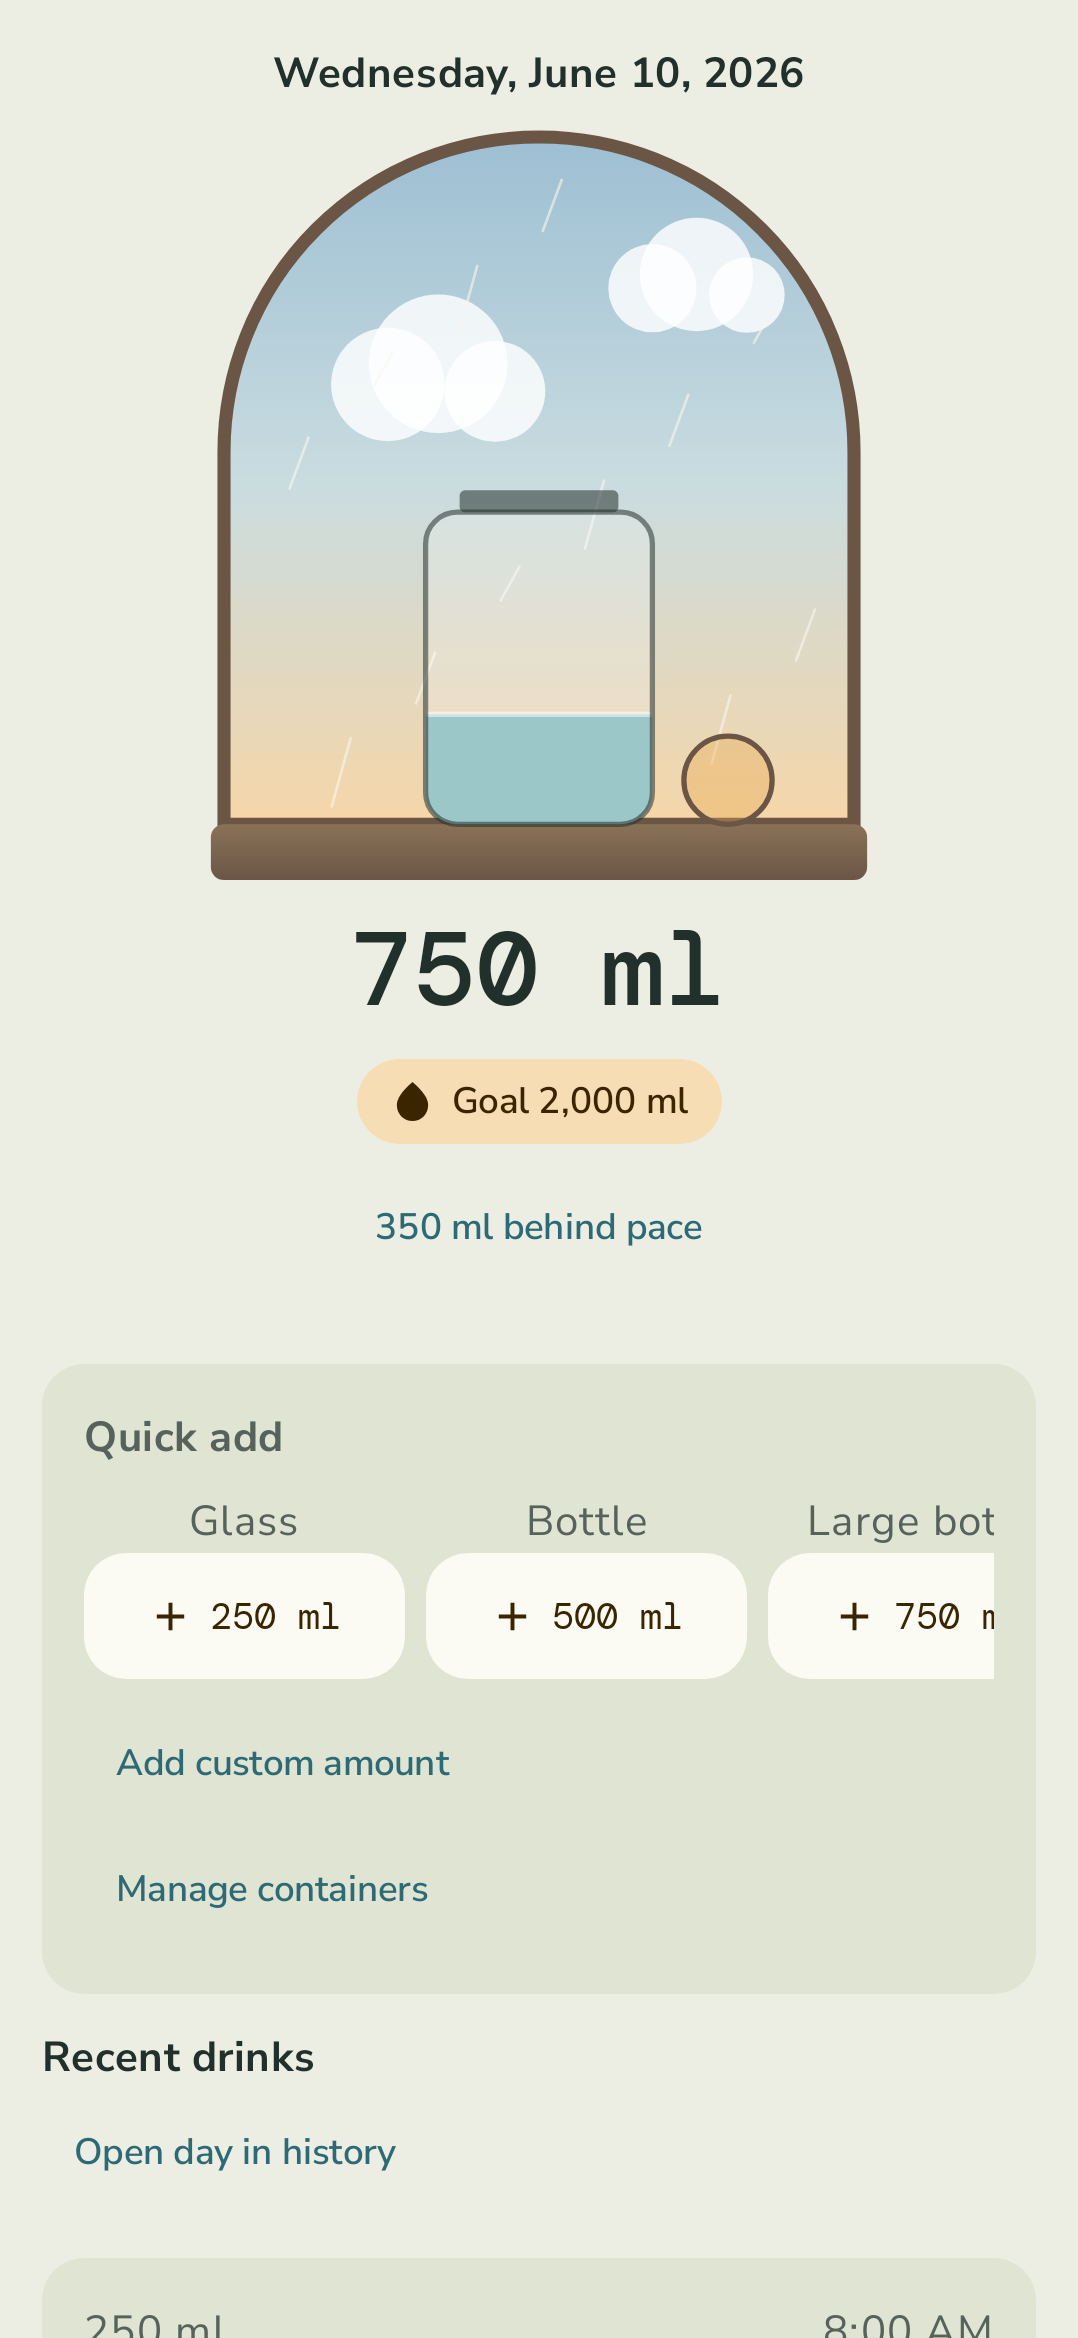 Wednesday, June 10, 2026
750 ml
Goal 2,000 ml
350 ml behind pace
Quick add
Glass Bottle Large bot
+ 250 ml + 500 ml + 750 m
Add custom amount
Manage containers
Recent drinks
Open day in history
250 ml 8:00 AM